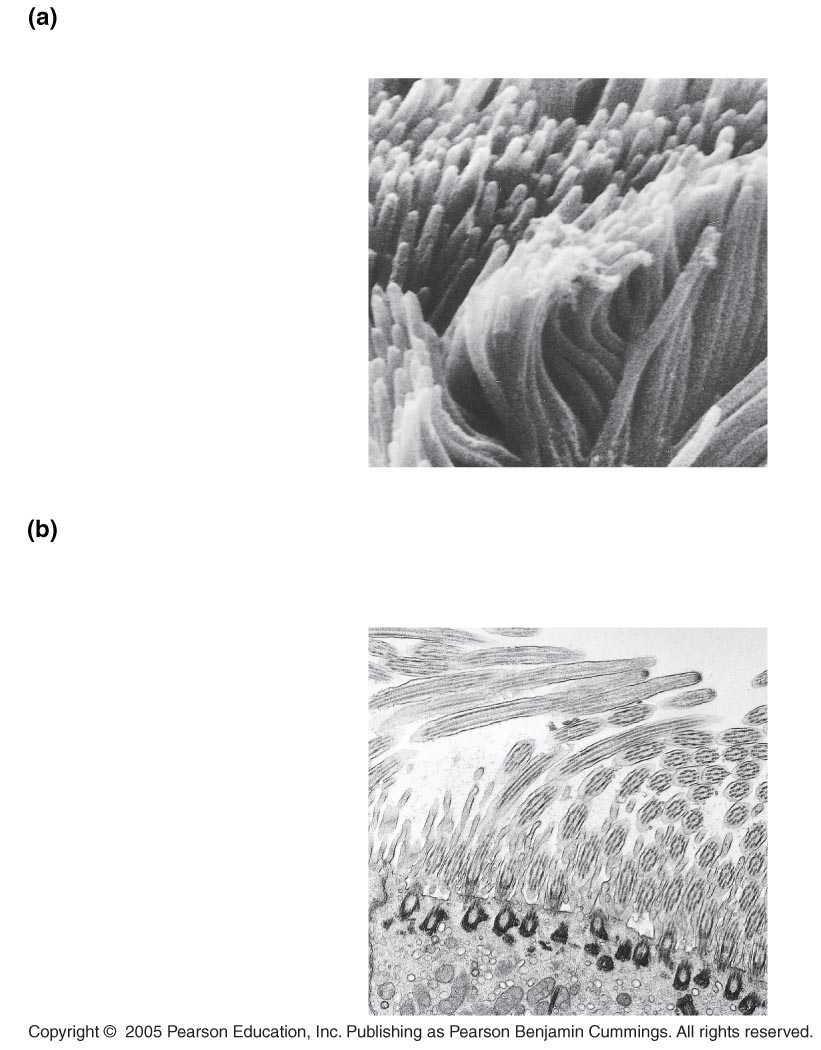 (a)
(b)
Copyright © 2005 Pearson Education, Inc. Publishing as Pearson Benjamin Cummings. All rights reserved.